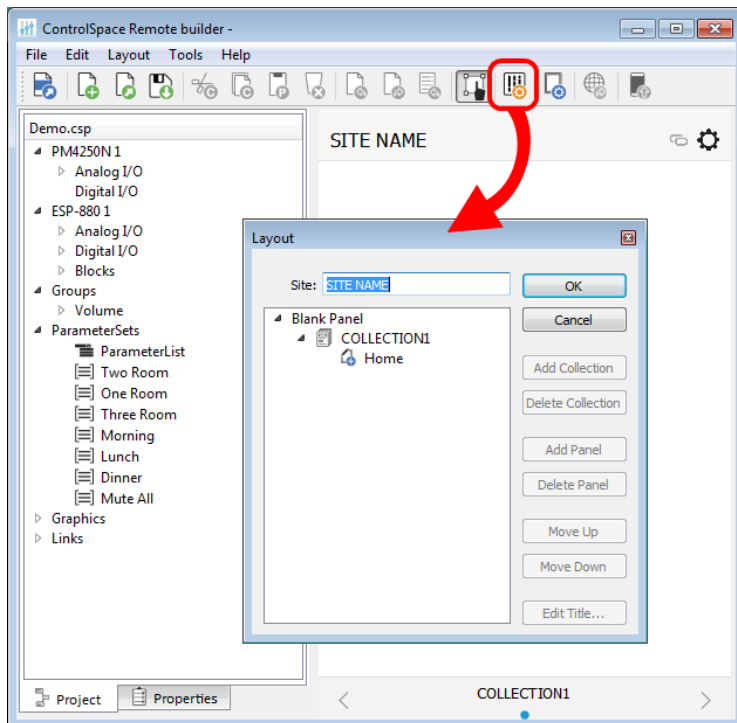 ControlSpace Remote builder -
File Edit Layout Tools Help
Demo.csp
PM4250N 1
Analog I/O
Digital I/O
ESP-880 1
Analog I/O
Digital I/O
Blocks
Groups
Volume
ParameterSets
ParameterList
Two Room
One Room
Three Room
Morning
Lunch
Dinner
Mute All
Graphics
Links
Project Properties
SITE NAME
Layout
Site: SITE NAME
Blank Panel
COLLECTION1
Home
OK
Cancel
Add Collection
Delete Collection
Add Panel
Delete Panel
Move Up
Move Down
Edit Title...
COLLECTION1